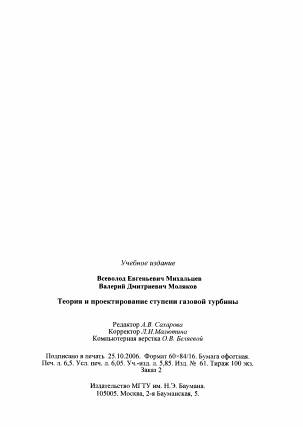 Учебное издание
Всеволод Евгеньевич Михальцев
Валерий Дмитриевич Моляков
Теория и проектирование ступени газовой турбины
Редактор А.В. Сахарова
Корректор Л.И. Малютина
Компьютерная верстка О.В. Беляевой
Подписано в печать 25.10.2006. Формат 60×84/16. Бумага офсетная.
Печ. л. 6,5. Усл. печ. л. 6,05. Уч.-изд. л. 5,85. Изд. № 61. Тираж 100 экз.
Заказ 2
Издательство МГТУ им. Н.Э. Баумана.
105005. Москва, 2-я Бауманская, 5.